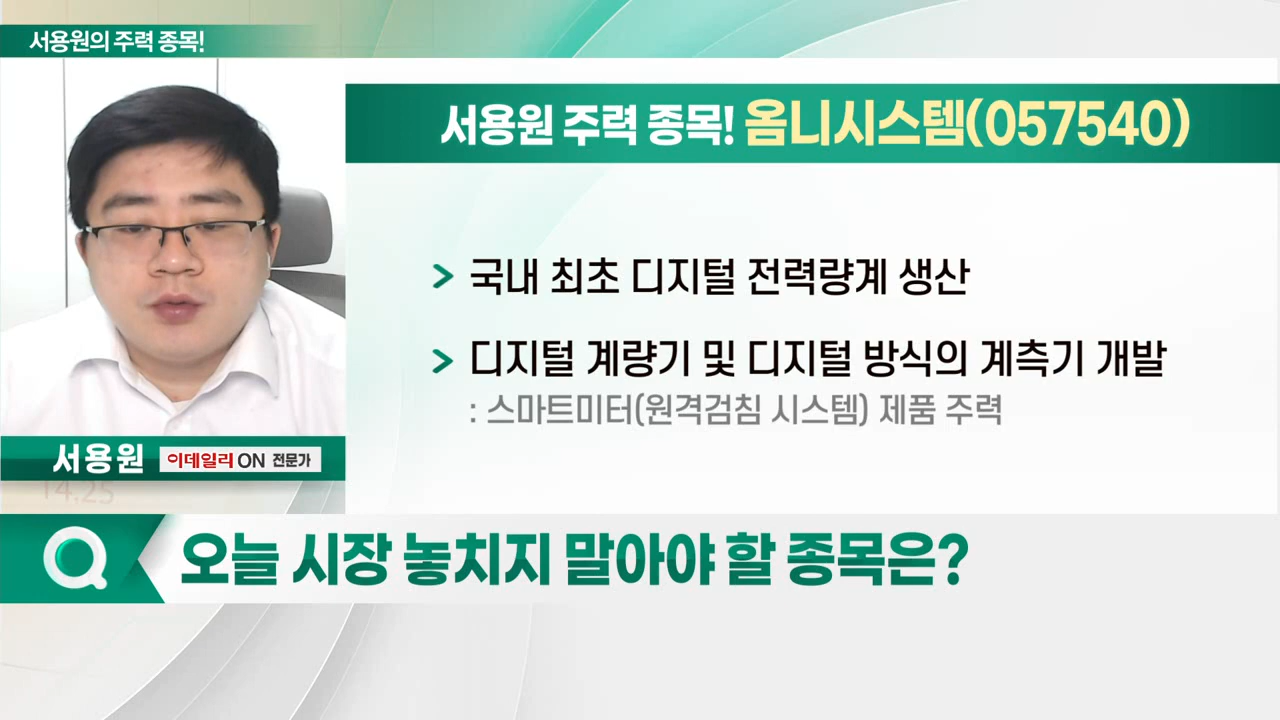 서용원의 주력 종목!
서용원 주력 종목! 옴니시스템(057540)
> 국내 최초 디지털 전력량계 생산
> 디지털 계량기 및 디지털 방식의 계측기 개발
: 스마트미터(원격검침 시스템) 제품 주력
서용원 이데일리 ON 전문가
14.25
Q 오늘 시장 놓치지 말아야 할 종목은?